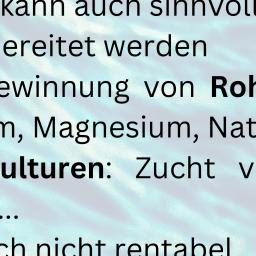 kann auch sinnvoll
ereitet werden
ewinnung von Roh
m, Magnesium, Nat
ulturen: Zucht v
...
ch nicht rentabel